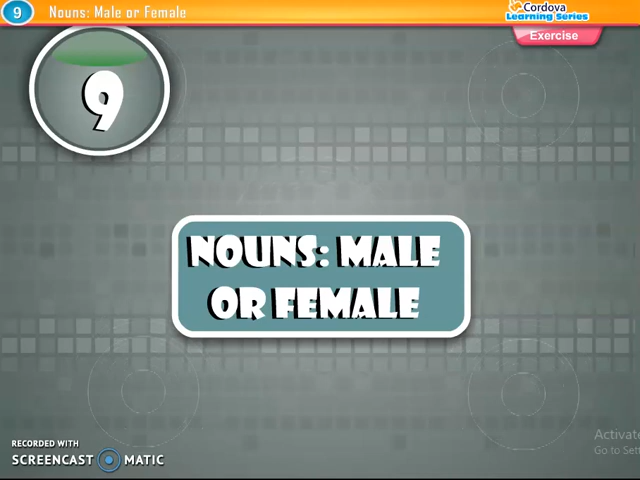 9 Nouns: Male or Female
Cordova
Learning Series
Exercise
9
NOUNS: MALE
OR FEMALE
Activate
Go to Sett
RECORDED WITH
SCREENCAST MATIC